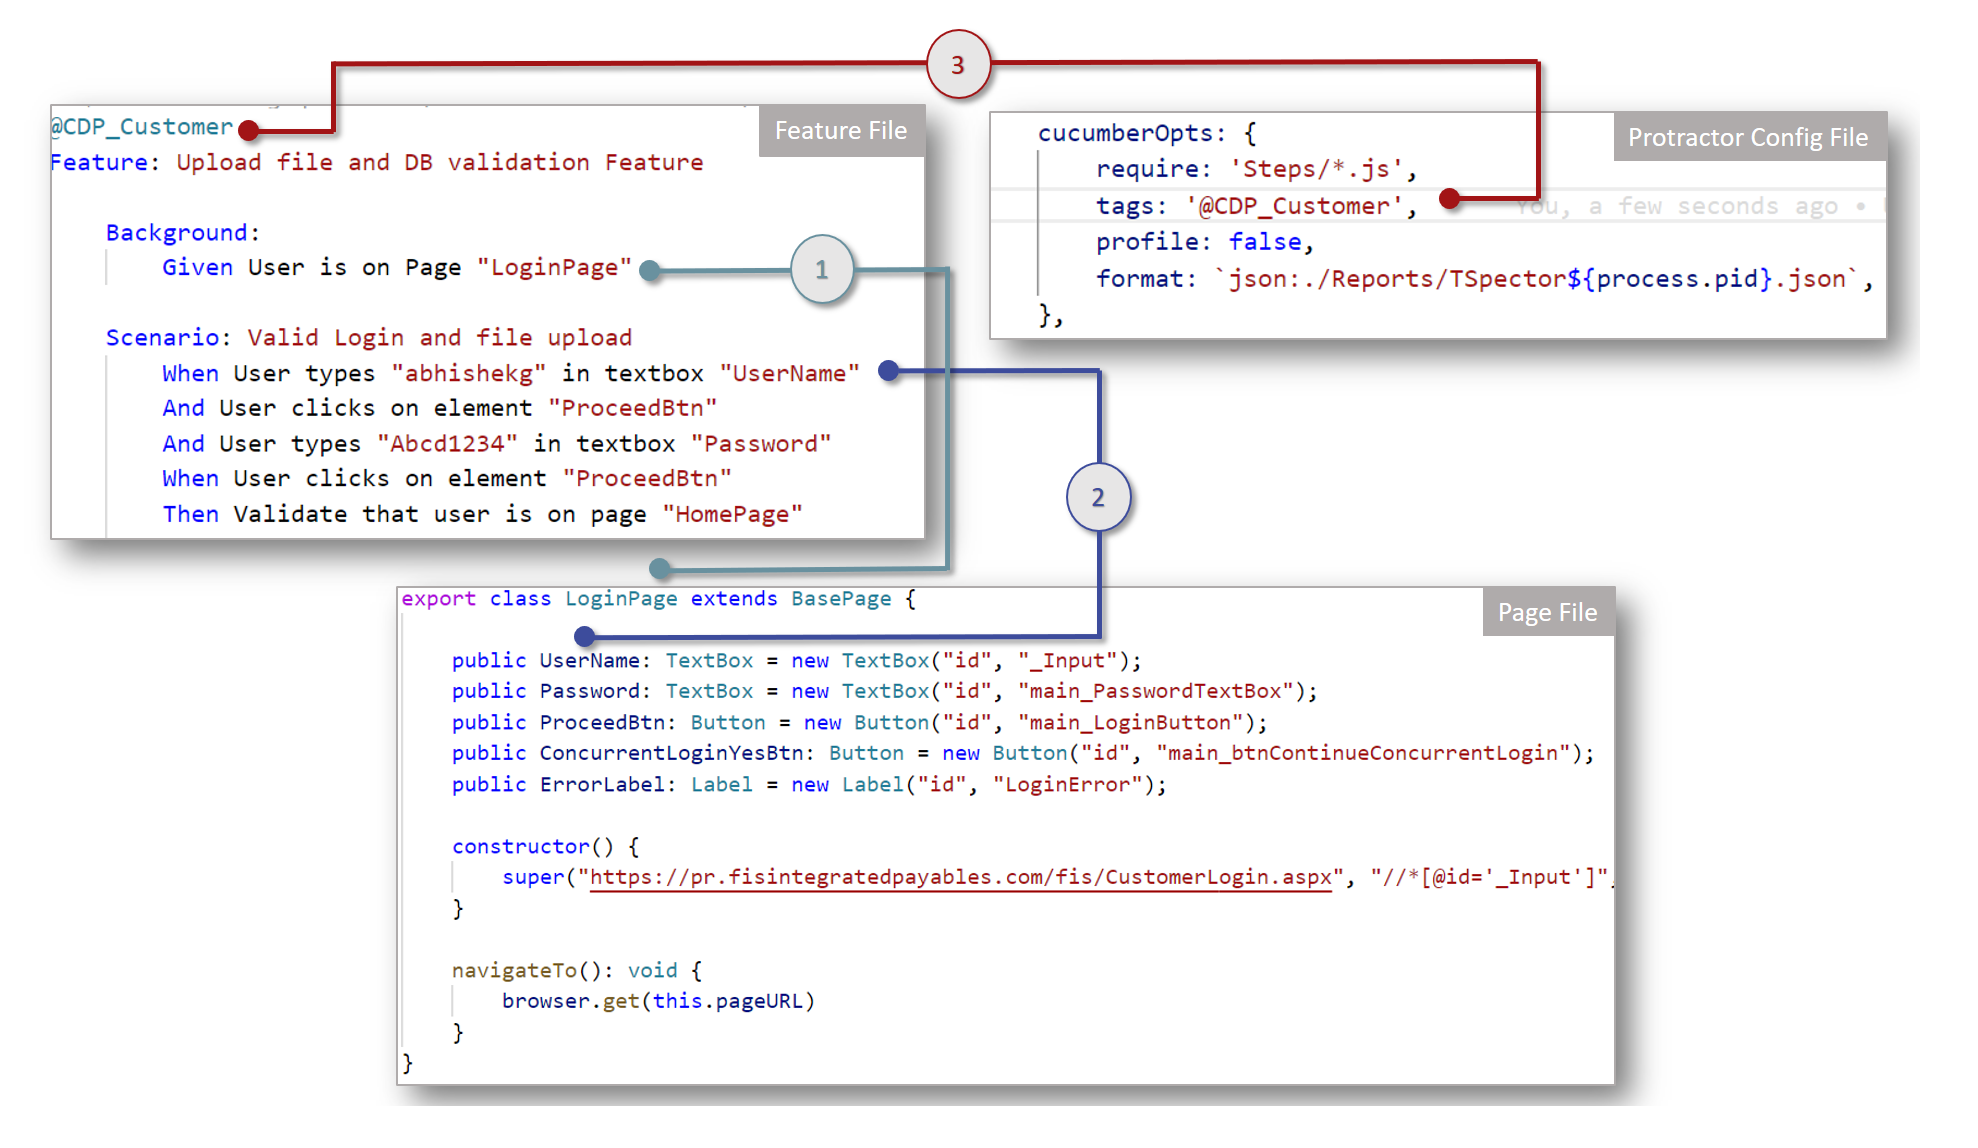 3
@CDP_Customer
Feature File
Feature: Upload file and DB validation Feature
Background:
Given User is on Page "LoginPage"
1
Scenario: Valid Login and file upload
When User types "abhishekg" in textbox "UserName"
And User clicks on element "ProceedBtn"
And User types "Abcd1234" in textbox "Password"
When User clicks on element "ProceedBtn"
Then Validate that user is on page "HomePage"
cucumberOpts: {
Protractor Config File
require: 'Steps/*.js',
tags: '@CDP_Customer', You, a few seconds ago •
profile: false,
format: `json:./Reports/TSpector${process.pid}.json`,
},
2
export class LoginPage extends BasePage {
Page File
public UserName: TextBox = new TextBox("id", "_Input");
public Password: TextBox = new TextBox("id", "main_PasswordTextBox");
public ProceedBtn: Button = new Button("id", "main_LoginButton");
public ConcurrentLoginYesBtn: Button = new Button("id", "main_btnContinueConcurrentLogin");
public ErrorLabel: Label = new Label("id", "LoginError");
constructor() {
super("https://pr.fisintegratedpayables.com/fis/CustomerLogin.aspx", "//*[@id='_Input']"
}
navigateTo(): void {
browser.get(this.pageURL)
}
}